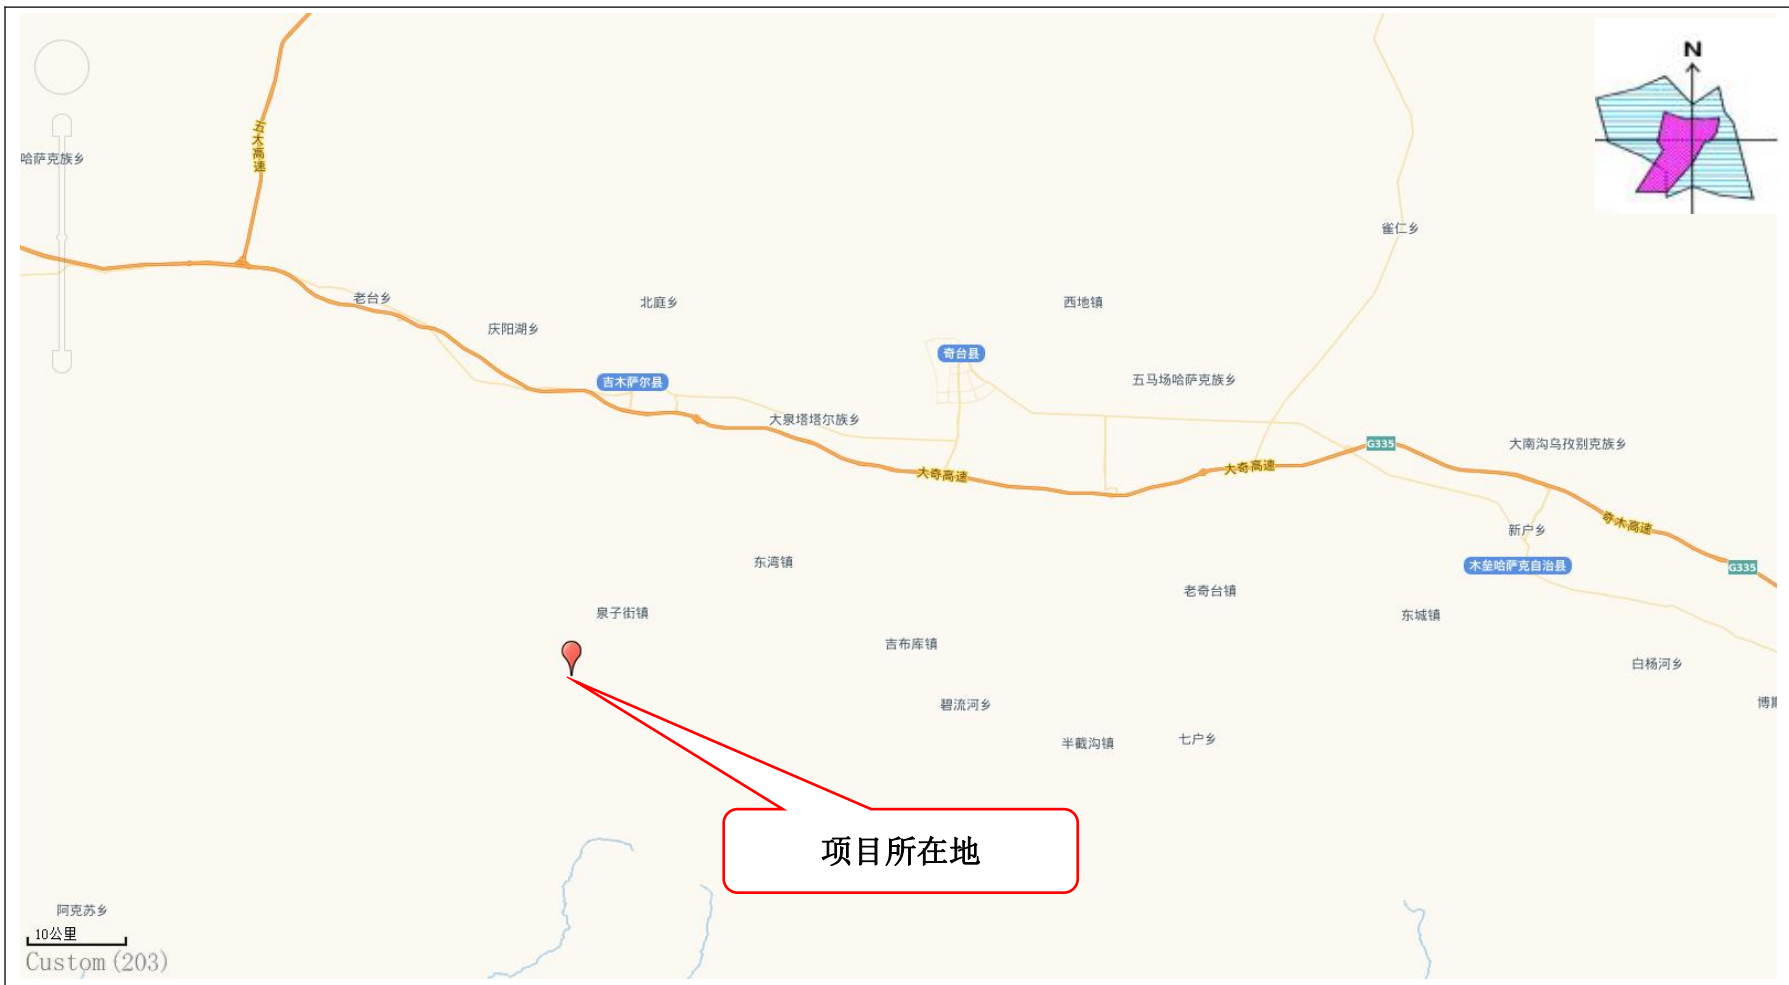 N
五大高速
哈萨克族乡
雀仁乡
老台乡
北庭乡
西地镇
庆阳湖乡
奇台县
吉木萨尔县
五马场哈萨克族乡
大泉塔塔尔族乡
G335
大南沟乌孜别克族乡
大奇高速
大奇高速
奇木高速
新户乡
东湾镇
木垒哈萨克自治县
G335
老奇台镇
泉子街镇
东城镇
吉布库镇
白杨河乡
碧流河乡
博斯
半截沟镇
七户乡
项目所在地
阿克苏乡
10公里
Custom(203)